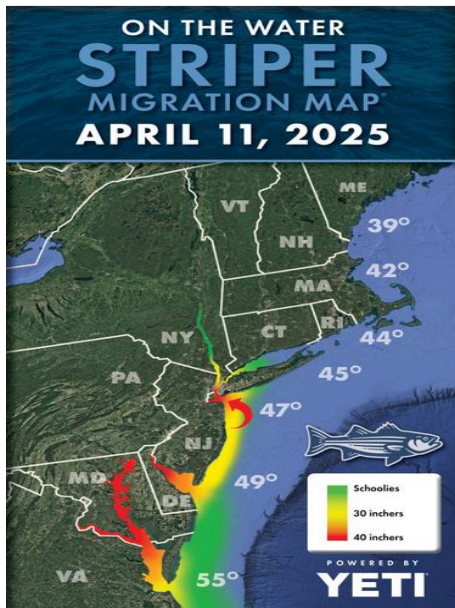 ON THE WATER
STRIPER
MIGRATION MAP®
APRIL 11, 2025
ME
VT
39°
NH
42°
MA
NY
CT
RI
44°
45°
PA
47°
NJ
MD
49°
DE
Schoolies
30 inchers
40 inchers
VA
55°
POWERED BY
YETI